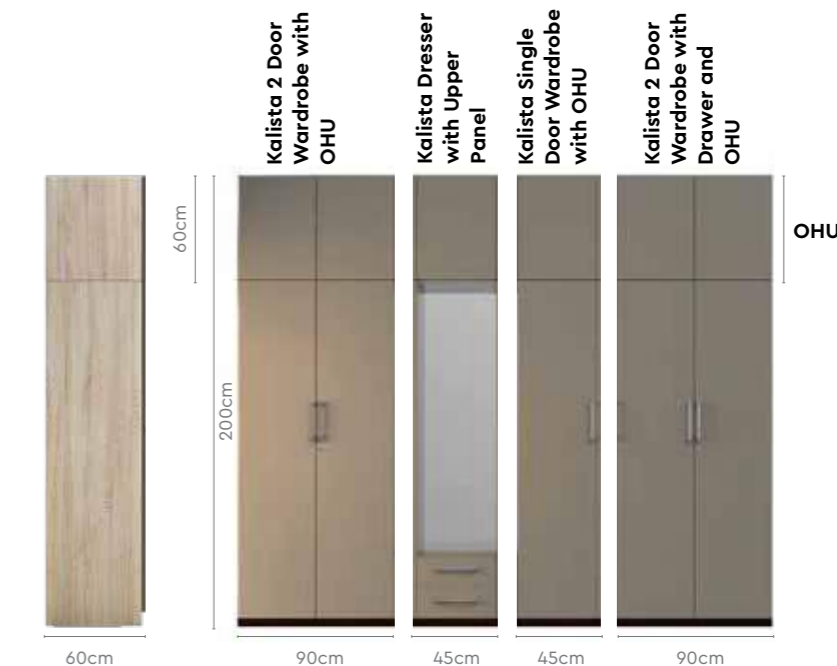 Kalista 2 Door
Wardrobe with
OHU
Kalista Dresser
with Upper
Panel
Kalista Single
Door Wardrobe
with OHU
Kalista 2 Door
Wardrobe with
Drawer and
OHU
60cm
OHU
200cm
60cm
90cm
45cm
45cm
90cm